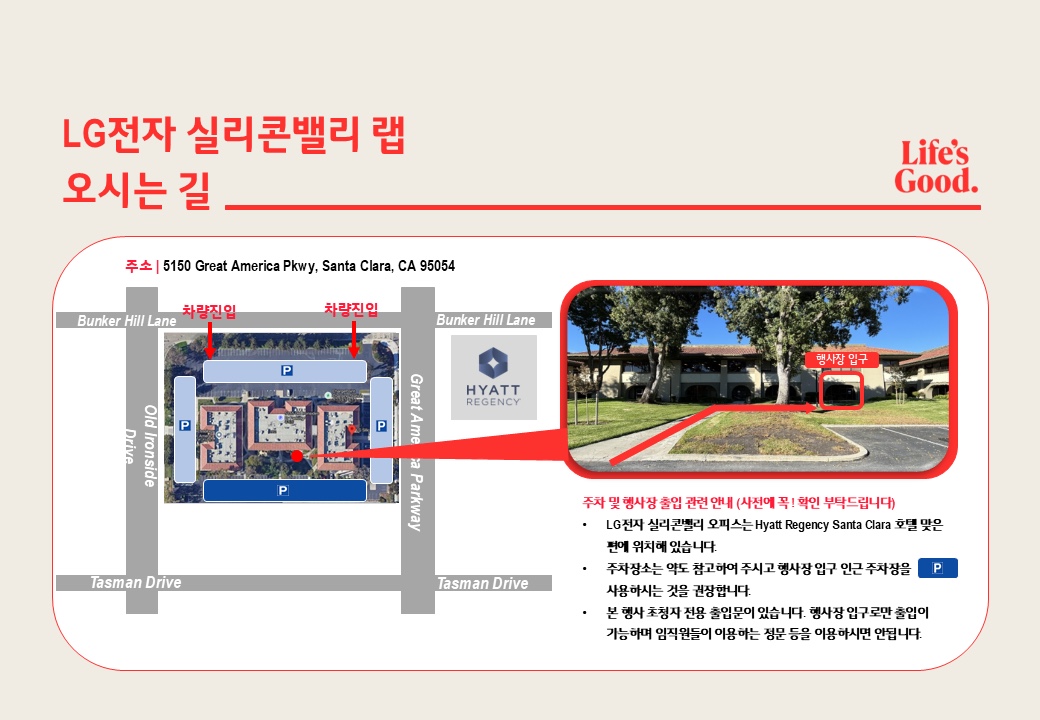 LG전자 실리콘밸리 랩
오시는 길
Life's
Good.
주소 | 5150 Great America Pkwy, Santa Clara, CA 95054
차량진입
차량진입
Bunker Hill Lane
Bunker Hill Lane
P
P
P
P
Old Ironside
Drive
Great America Parkway
HYATT
REGENCY
행사장 입구
Tasman Drive
Tasman Drive
주차 및 행사장 출입 관련 안내 (사전에 꼭 ! 확인 부탁드립니다)
• LG전자 실리콘밸리 오피스는 Hyatt Regency Santa Clara 호텔 맞은
편에 위치해 있습니다.
• 주차장소는 약도 참고하여 주시고 행사장 입구 인근 주차장을 P
사용하시는 것을 권장합니다.
• 본 행사 초청자 전용 출입문이 있습니다. 행사장 입구로만 출입이
가능하며 임직원들이 이용하는 정문 등을 이용하시면 안됩니다.